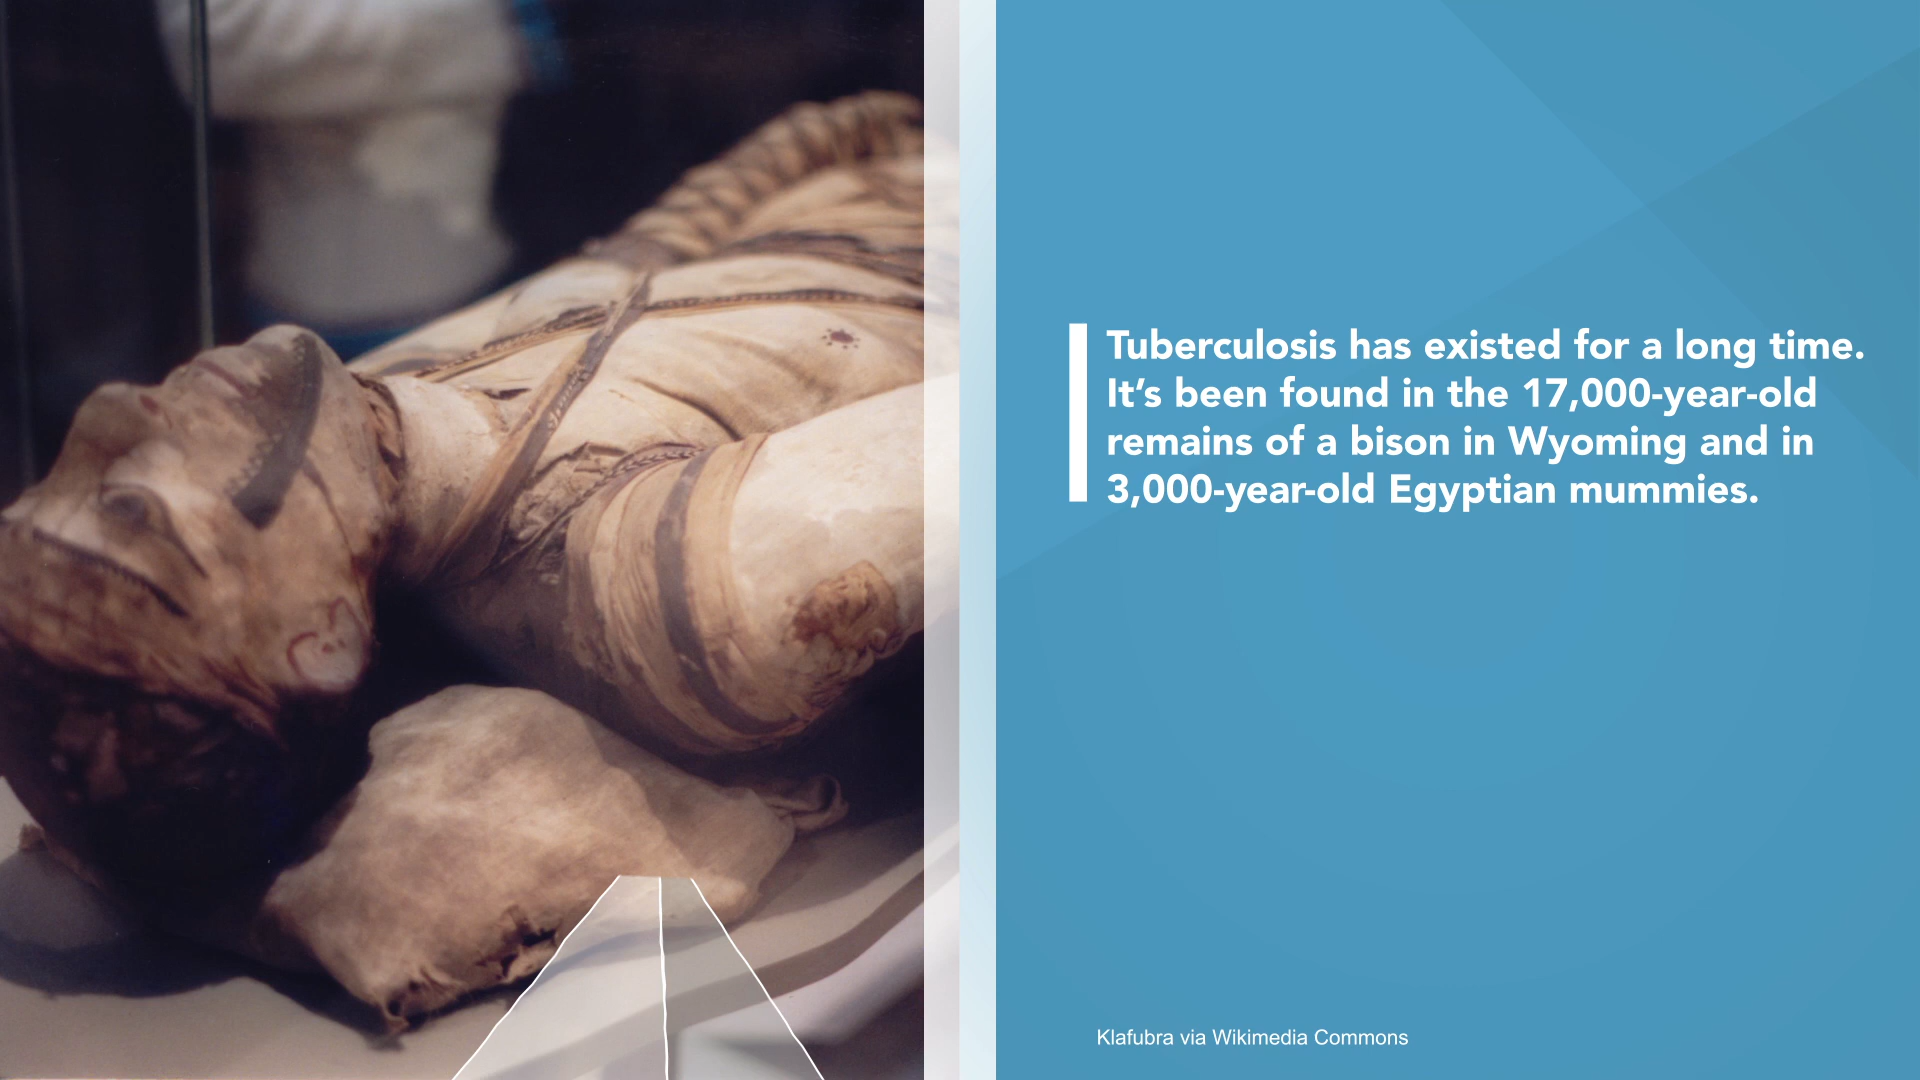 Tuberculosis has existed for a long time.
It’s been found in the 17,000-year-old
remains of a bison in Wyoming and in
3,000-year-old Egyptian mummies.
Klafubra via Wikimedia Commons